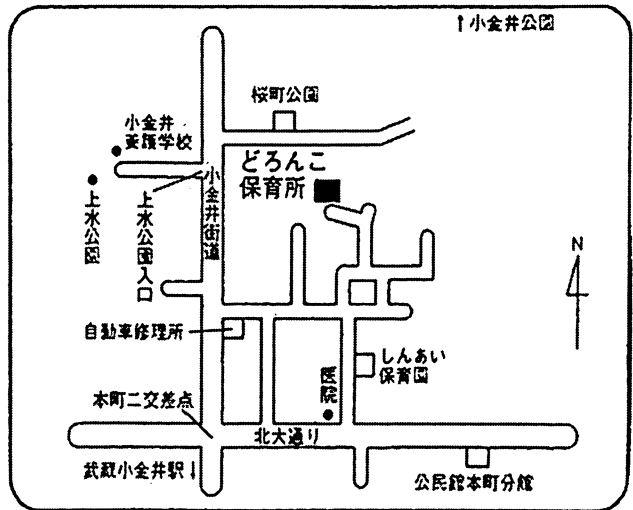 ↑小金井公園
桜町公園
小金井
養護学校
どろんこ
保育所
小金井街道
上水公園
上水公園入口
N
自動車修理所
しんあい
保育園
医院
本町二交差点
北大通り
武蔵小金井駅↓
公民館本町分館